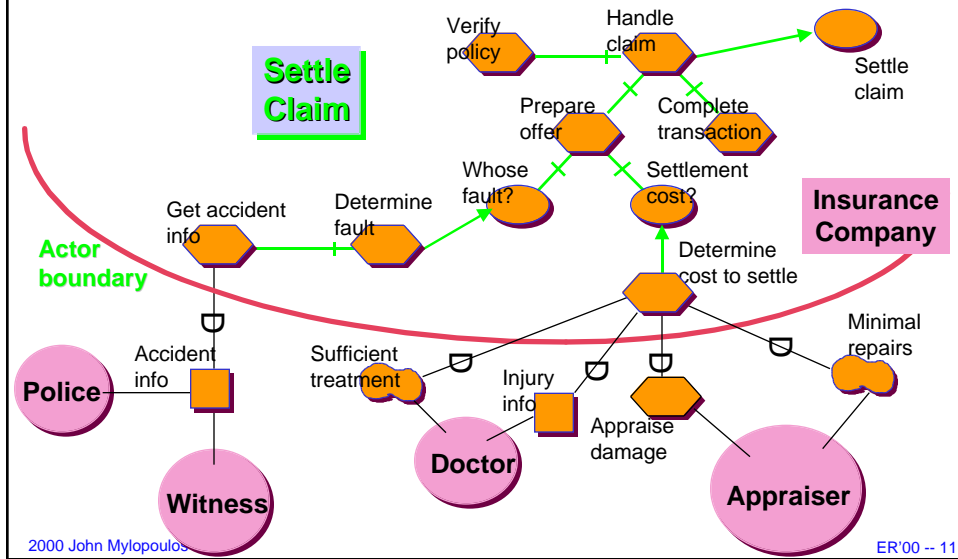 Verify
policy
Handle
claim
Settle
claim
Settle
Claim
Prepare
offer
Complete
transaction
Whose
fault?
Settlement
cost?
Insurance
Company
Get accident
info
Determine
fault
Actor
boundary
Determine
cost to settle
Minimal
repairs
Accident
info
Sufficient
treatment
Injury
info
Police
Appraise
damage
Doctor
Witness
Appraiser
2000 John Mylopoulos
ER'00 -- 11